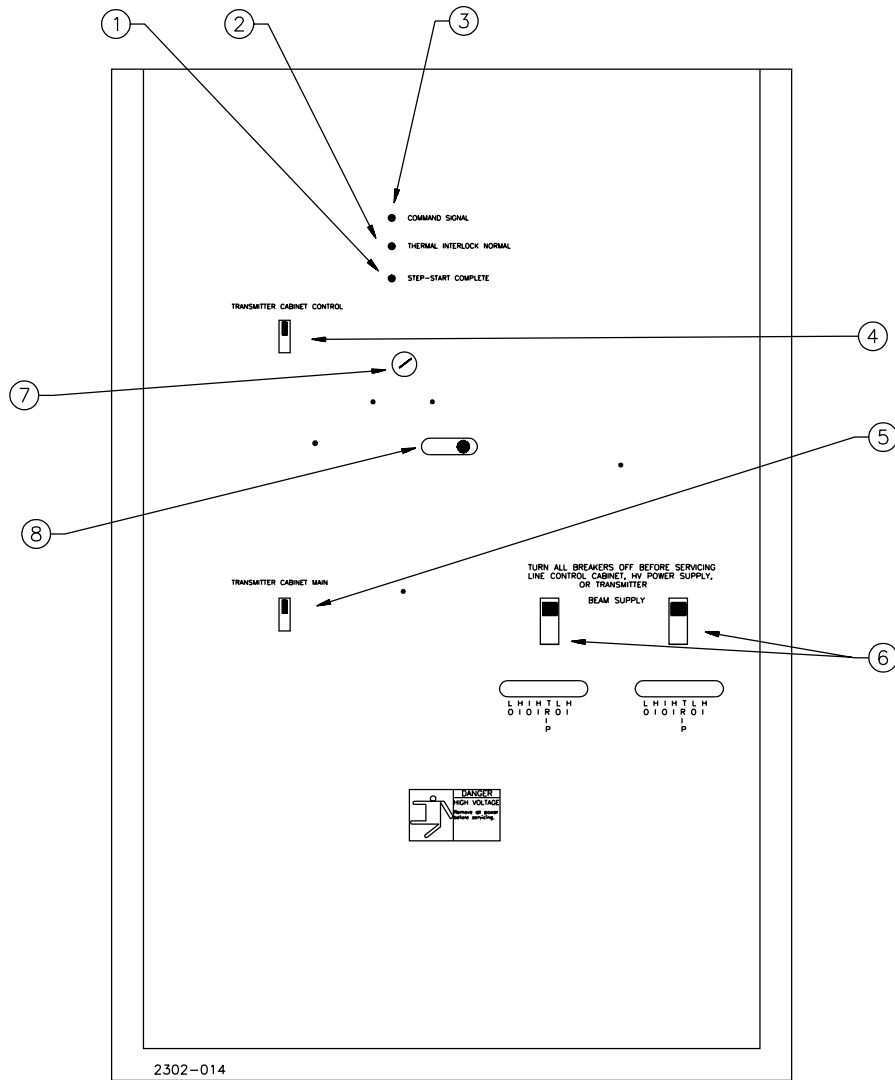 1
2
3
COMMAND SIGNAL
THERMAL INTERLOCK NORMAL
STEP-START COMPLETE
TRANSMITTER CABINET CONTROL
4
7
5
8
TRANSMITTER CABINET MAIN
TURN ALL BREAKERS OFF BEFORE SERVICING
LINE CONTROL CABINET, HV POWER SUPPLY,
OR TRANSMITTER
BEAM SUPPLY
6
L H I H T L H
O I O I R O I
I
P
L H I H T L H
O I O I R O I
I
P
DANGER
HIGH VOLTAGE
Remove all power
before servicing.
2302-014